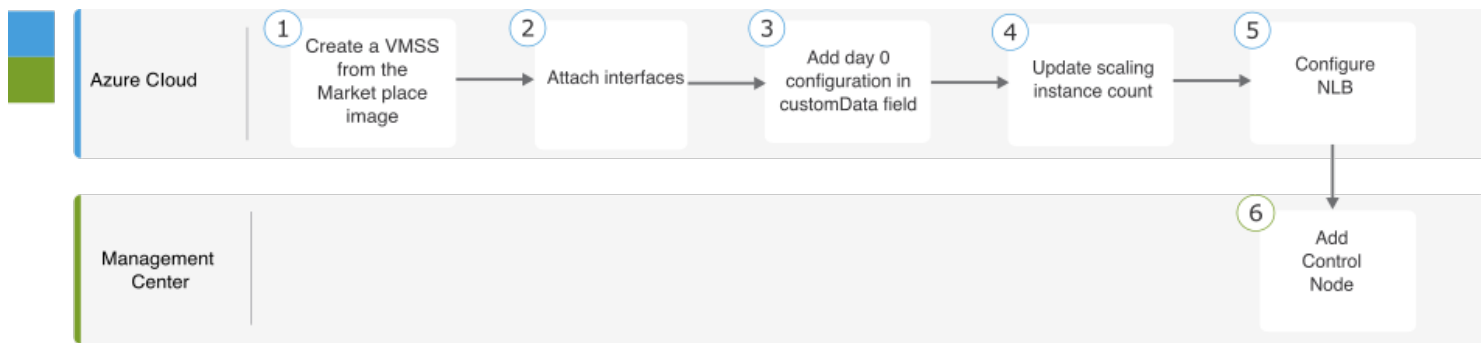 Azure Cloud
1
Create a VMSS
from the
Market place
image
2
Attach interfaces
3
Add day 0
configuration in
customData field
4
Update scaling
instance count
5
Configure
NLB
Management
Center
6
Add
Control
Node